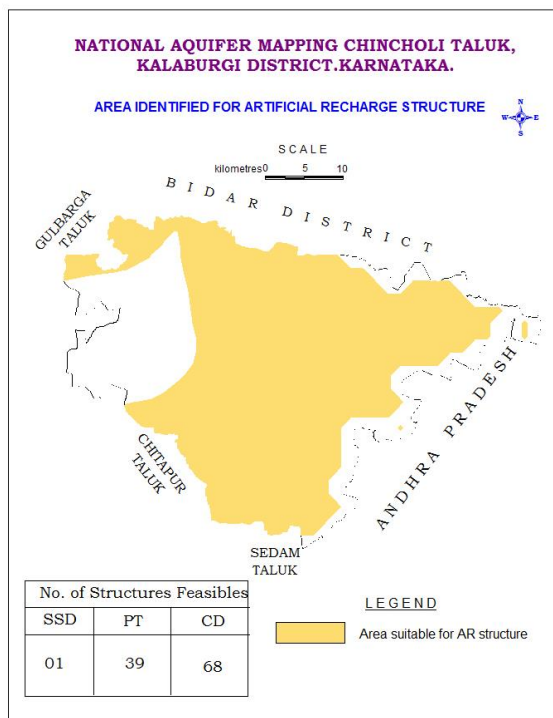 NATIONAL AQUIFER MAPPING CHINCHOLI TALUK,
KALABURGI DISTRICT.KARNATAKA.
AREA IDENTIFIED FOR ARTIFICIAL RECHARGE STRUCTURE
N
W E
S
SCALE
kilometres 0 5 10
BIDAR DISTRICT
GULBARGA
TALUK
ANDHRA PRADESH
CHITAPUR
TALUK
SEDAM
TALUK
No. of Structures Feasibles
SSD PT CD
01 39 68
LEGEND
Area suitable for AR structure